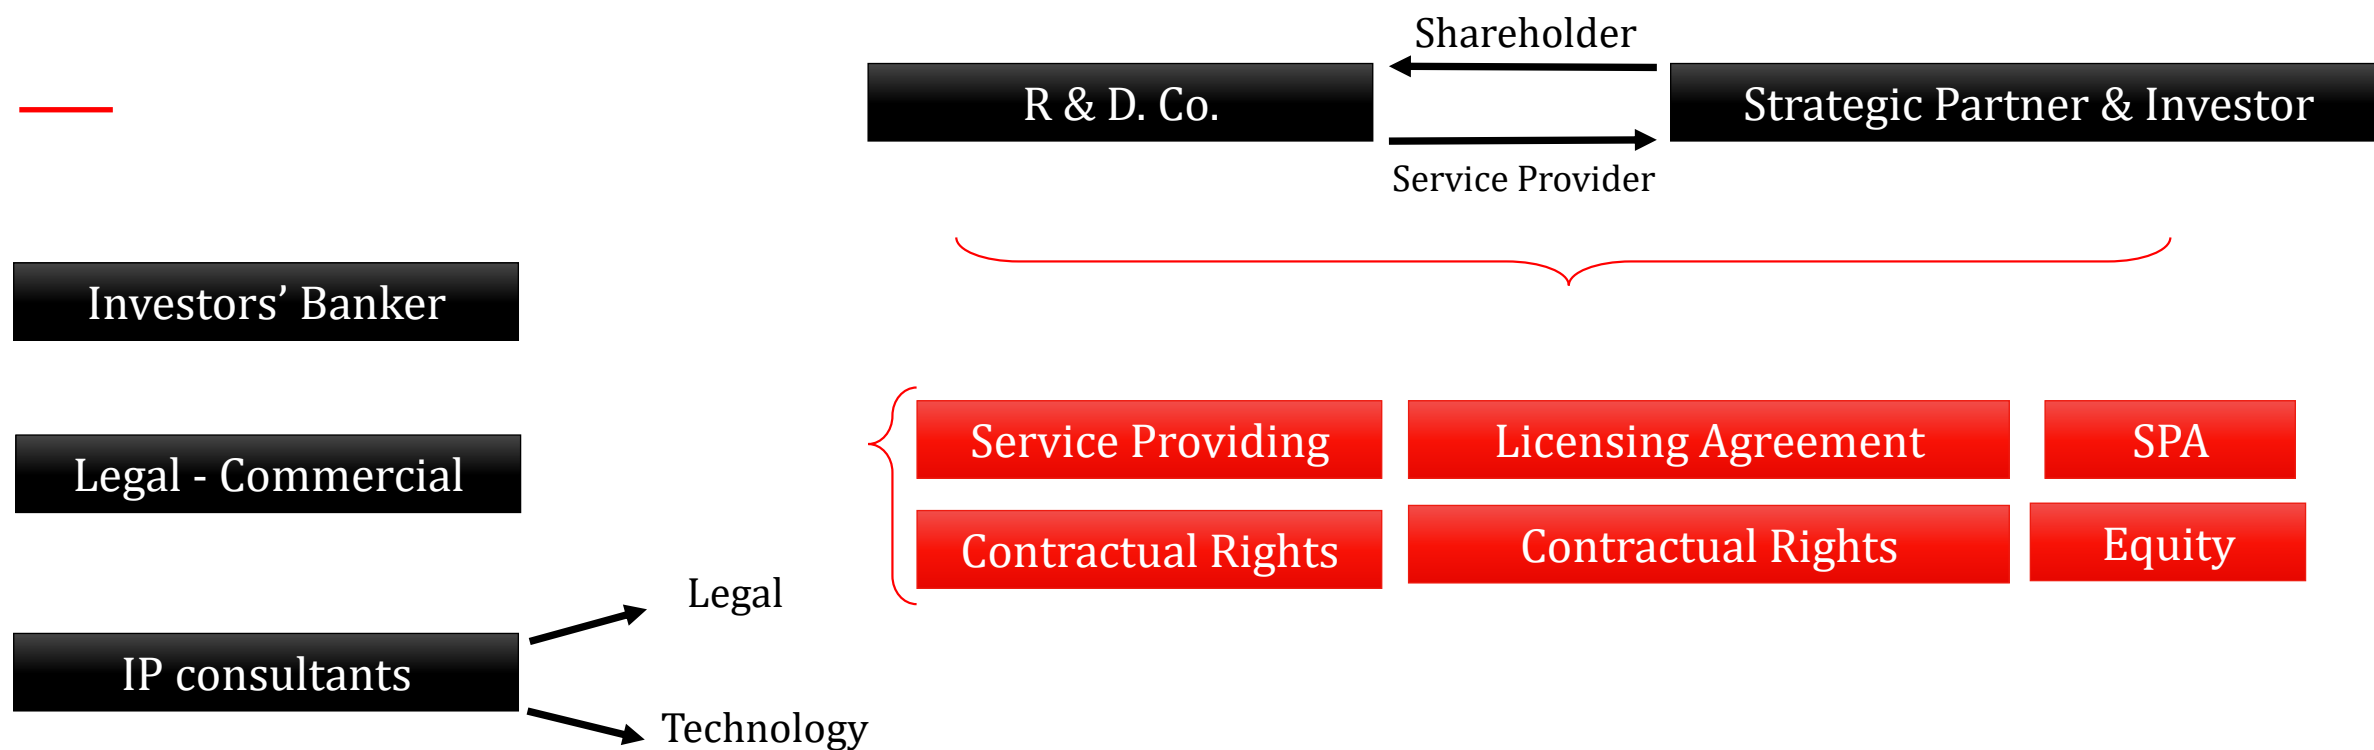 Shareholder
R & D. Co.
Strategic Partner & Investor
Service Provider
Investors’ Banker
Legal - Commercial
IP consultants
Legal
Technology
Service Providing
Licensing Agreement
SPA
Contractual Rights
Contractual Rights
Equity